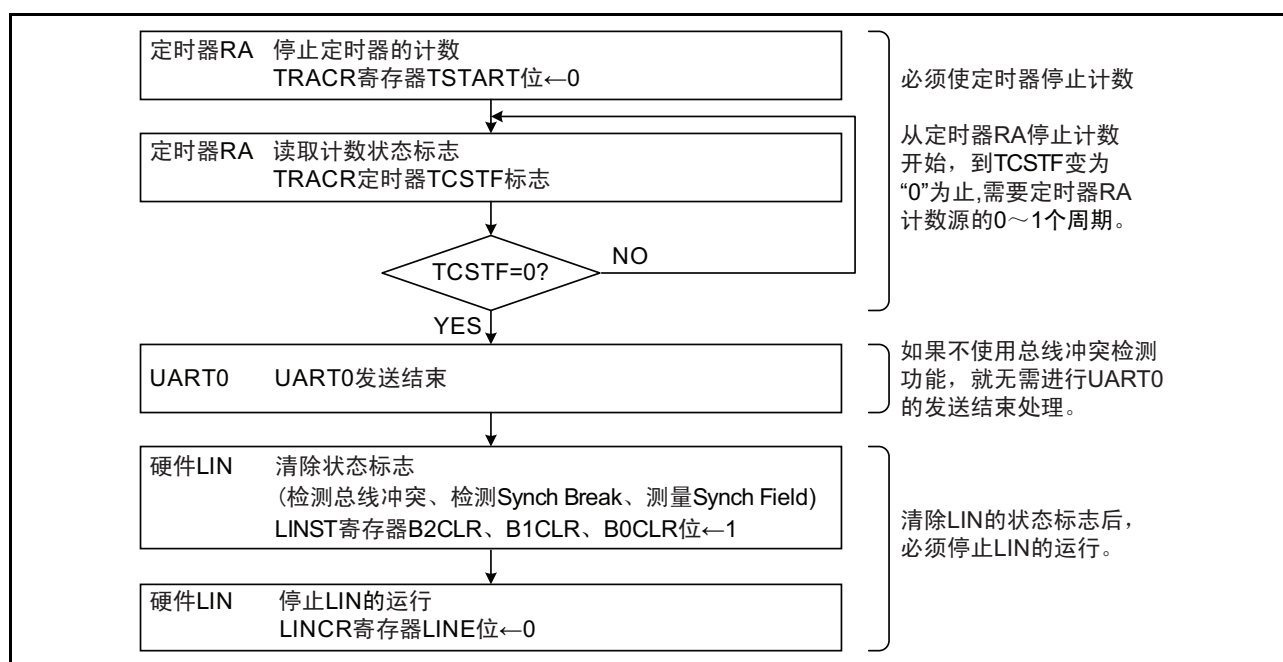 定时器RA 停止定时器的计数
TRACR寄存器TSTART位←0
必须使定时器停止计数
定时器RA 读取计数状态标志
TRACR定时器TCSTF标志
从定时器RA停止计数
开始，到TCSTF变为
“0”为止,需要定时器RA
计数源的0～1个周期。
TCSTF=0?
NO
YES
UART0 UART0发送结束
如果不使用总线冲突检测
功能，就无需进行UART0
的发送结束处理。
硬件LIN 清除状态标志
(检测总线冲突、检测Synch Break、测量Synch Field)
LINST寄存器B2CLR、B1CLR、B0CLR位←1
清除LIN的状态标志后，
必须停止LIN的运行。
硬件LIN 停止LIN的运行
LINCR寄存器LINE位←0